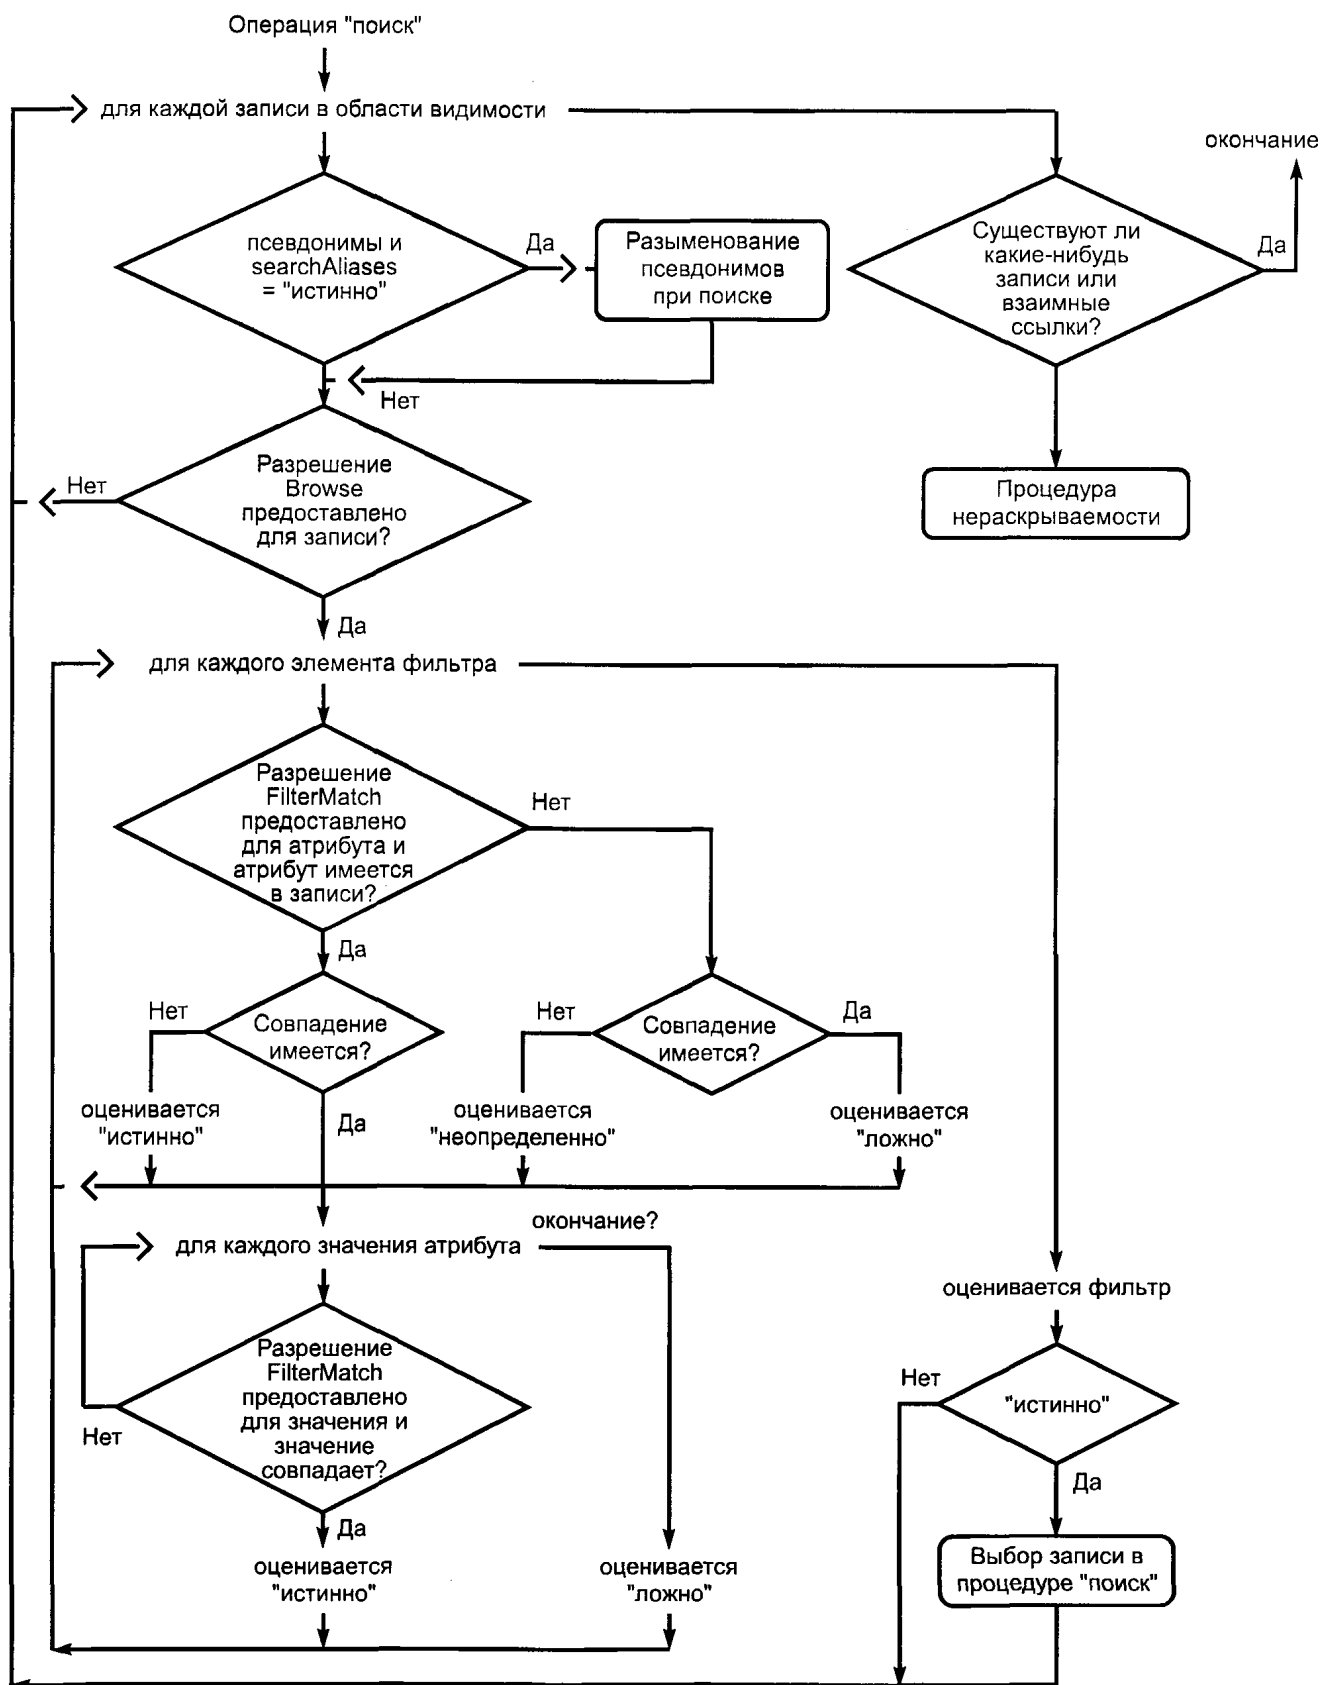 Операция "поиск"
для каждой записи в области видимости
окончание
псевдонимы и
searchAliases
= "истинно"
Да
Разыменование
псевдонимов
при поиске
Существуют ли
какие-нибудь
записи или
взаимные
ссылки?
Да
Нет
Разрешение
Browse
предоставлено
для записи?
Нет
Процедура
нераскрываемости
Да
для каждого элемента фильтра
Разрешение
FilterMatch
предоставлено
для атрибута и
атрибут имеется
в записи?
Нет
Да
Нет
Совпадение
имеется?
Нет
Совпадение
имеется?
Да
оценивается
"истинно"
Да
оценивается
"неопределенно"
оценивается
"ложно"
окончание?
для каждого значения атрибута
оценивается фильтр
Разрешение
FilterMatch
предоставлено
для значения и
значение
совпадает?
Нет
Нет
"истинно"
Да
Да
оценивается
"истинно"
оценивается
"ложно"
Выбор записи в
процедуре "поиск"